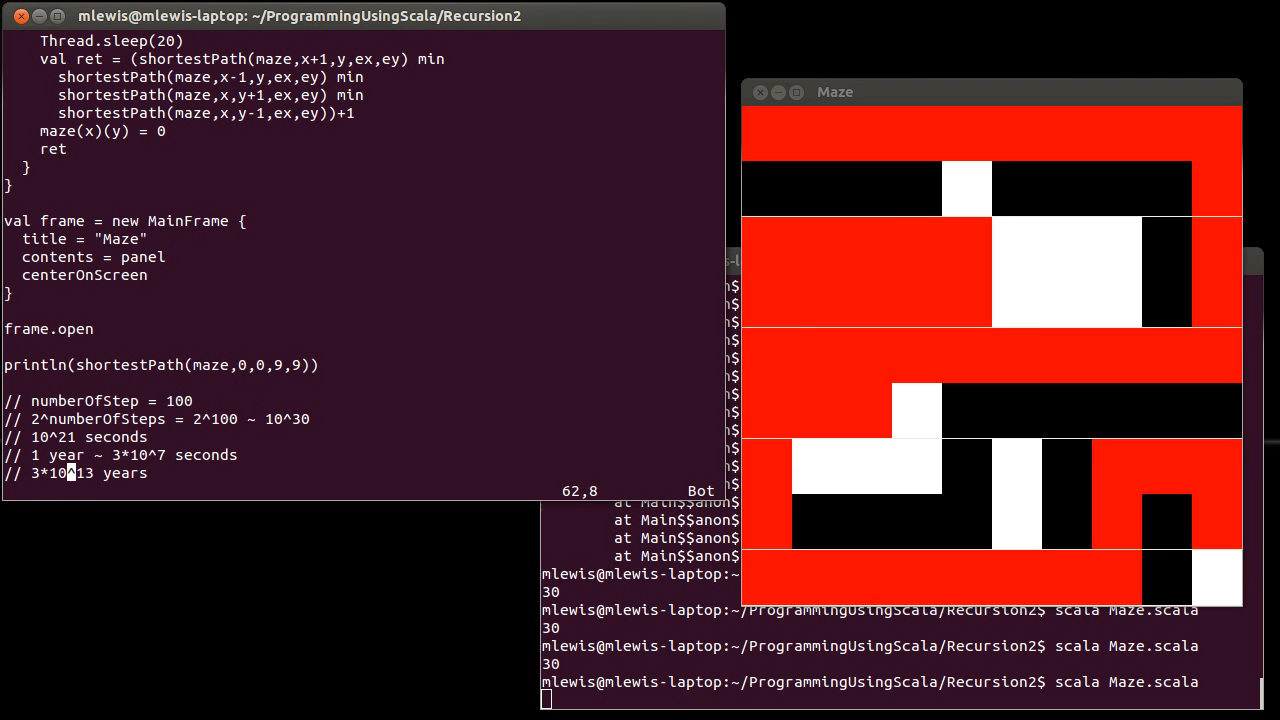 mlewis@mlewis-laptop: ~/ProgrammingUsingScala/Recursion2
Thread.sleep(20)
val ret = (shortestPath(maze,x+1,y,ex,ey) min
shortestPath(maze,x-1,y,ex,ey) min
shortestPath(maze,x,y+1,ex,ey) min
shortestPath(maze,x,y-1,ex,ey))+1
maze(x)(y) = 0
ret
}
}
val frame = new MainFrame {
title = "Maze"
contents = panel
centerOnScreen
}
frame.open
println(shortestPath(maze,0,0,9,9))
// numberOfStep = 100
// 2^numberOfSteps = 2^100 ~ 10^30
// 10^21 seconds
// 1 year ~ 3*10^7 seconds
// 3*10^13 years
62,8 Bot
Maze
s-l
n$
n$
n$
n$
n$
n$
n$
n$
n$
n$
n$
n$
at Main$$anon$
at Main$$anon$
at Main$$anon$
at Main$$anon$
mlewis@mlewis-laptop:~
30
mlewis@mlewis-laptop:~/ProgrammingUsingScala/Recursion2$ scala Maze.scala
30
mlewis@mlewis-laptop:~/ProgrammingUsingScala/Recursion2$ scala Maze.scala
30
mlewis@mlewis-laptop:~/ProgrammingUsingScala/Recursion2$ scala Maze.scala